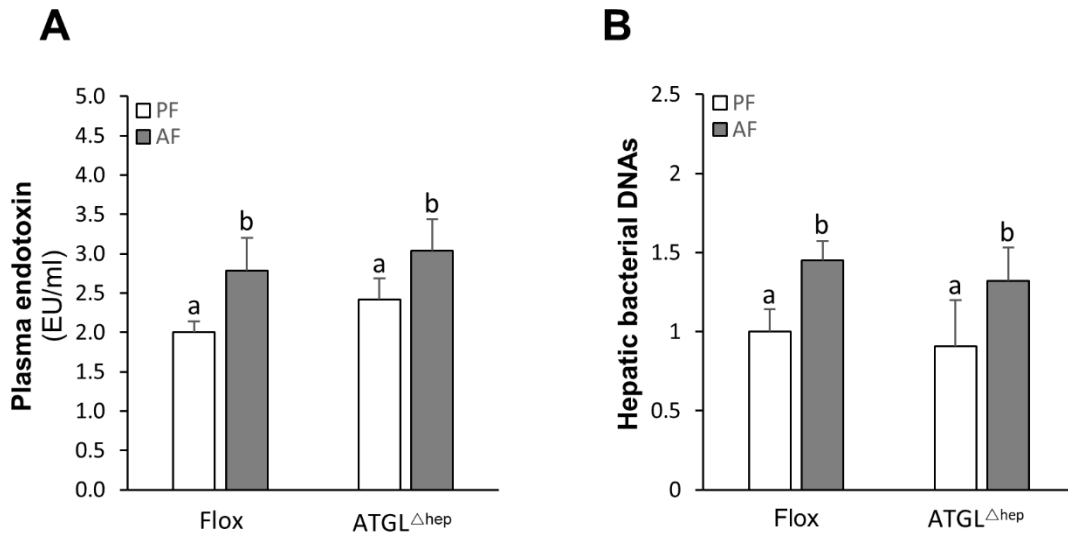 A
Plasma endotoxin
(EU/ml)
5.0
4.5
4.0
3.5
3.0
2.5
2.0
1.5
1.0
0.5
0.0
PF
AF
a
b
a
b
Flox
ATGL△hep
B
Hepatic bacterial DNAs
2.5
2
1.5
1
0.5
0
PF
AF
a
b
a
b
Flox
ATGL△hep